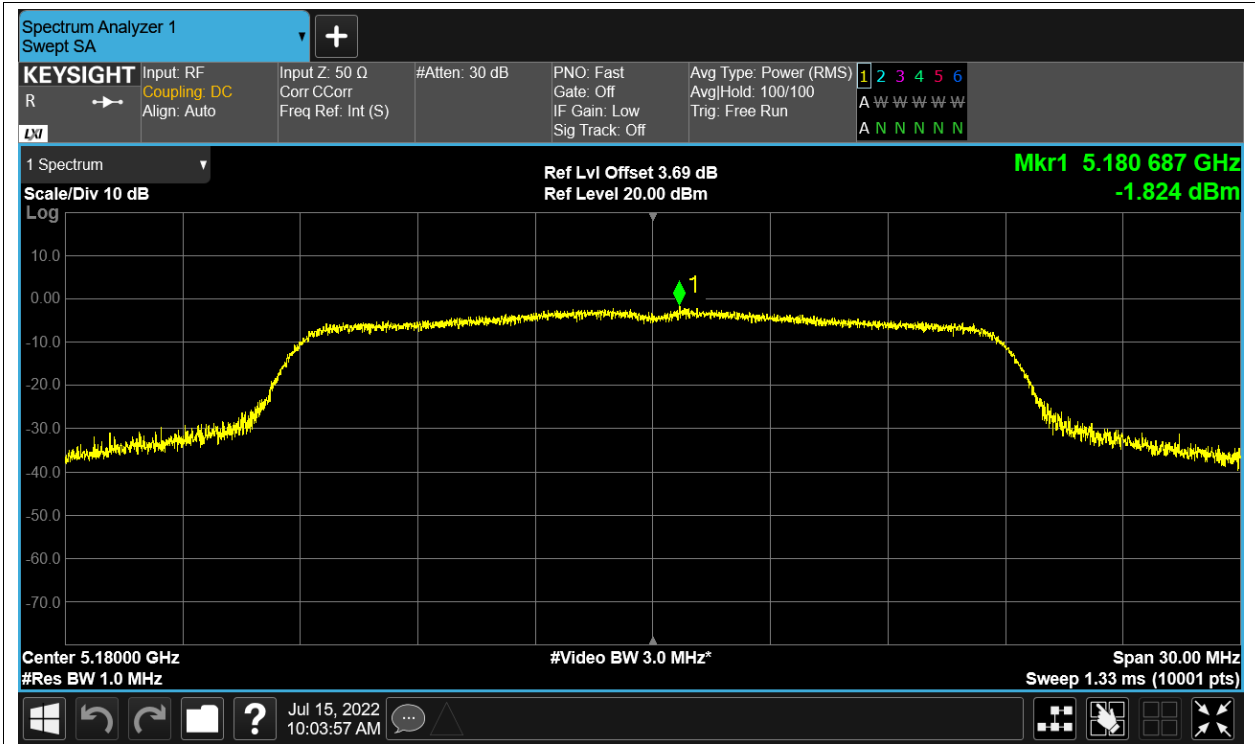 Spectrum Analyzer 1
Swept SA
KEYSIGHT
R
LXI
Input: RF
Coupling: DC
Align: Auto
Input Z: 50 Ω
Corr CCorr
Freq Ref: Int (S)
#Atten: 30 dB
PNO: Fast
Gate: Off
IF Gain: Low
Sig Track: Off
Avg Type: Power (RMS)
Avg|Hold: 100/100
Trig: Free Run
1 2 3 4 5 6
A W W W W W
A N N N N N
1 Spectrum
Scale/Div 10 dB
Log
Ref Lvl Offset 3.69 dB
Ref Level 20.00 dBm
Mkr1 5.180 687 GHz
-1.824 dBm
1
10.0
0.00
-10.0
-20.0
-30.0
-40.0
-50.0
-60.0
-70.0
Center 5.18000 GHz
#Res BW 1.0 MHz
#Video BW 3.0 MHz*
Span 30.00 MHz
Sweep 1.33 ms (10001 pts)
?
Jul 15, 2022
10:03:57 AM